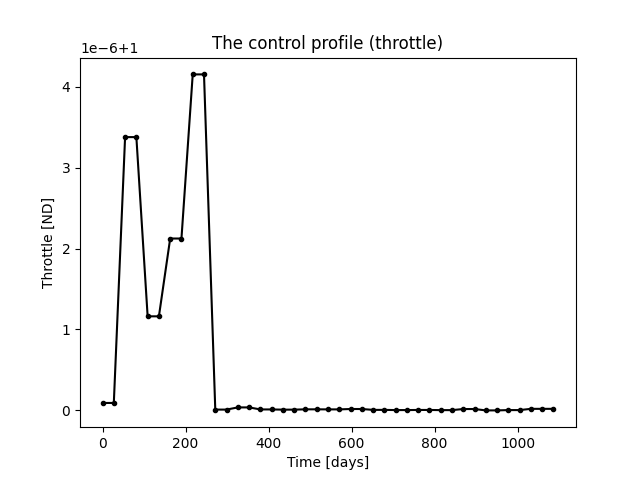 The control profile (throttle)
1e−6+1
4
3
2
1
0
Throttle [ND]
0 200 400 600 800 1000
Time [days]